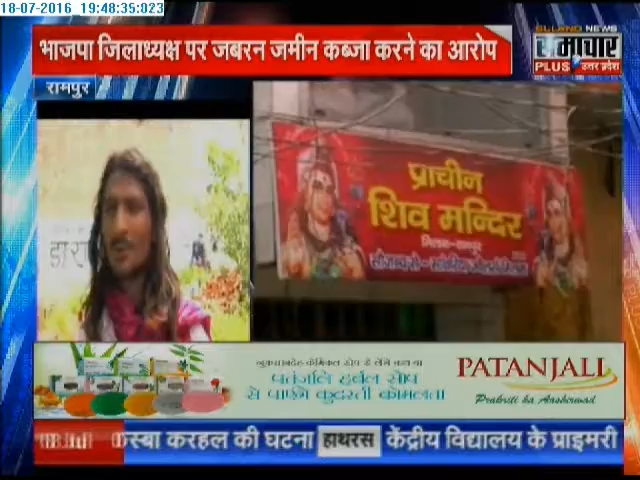 18-07-2016 19:48:35:023
NEWS
भाजपा जिलाध्यक्ष पर जबरन जमीन कब्जा करने का आरोप
समाचार
PLUS उत्तर प्रदेश
रामपुर
प्राचीन
शिव मन्दिर
PATANJALI
Prakriti ka Aashirwad
पतंजलि हर्बल सोप
से पाएँ कुदरती कोमलता
कस्बा करहल की घटना हाथरस केंद्रीय विद्यालय के प्राइमरी